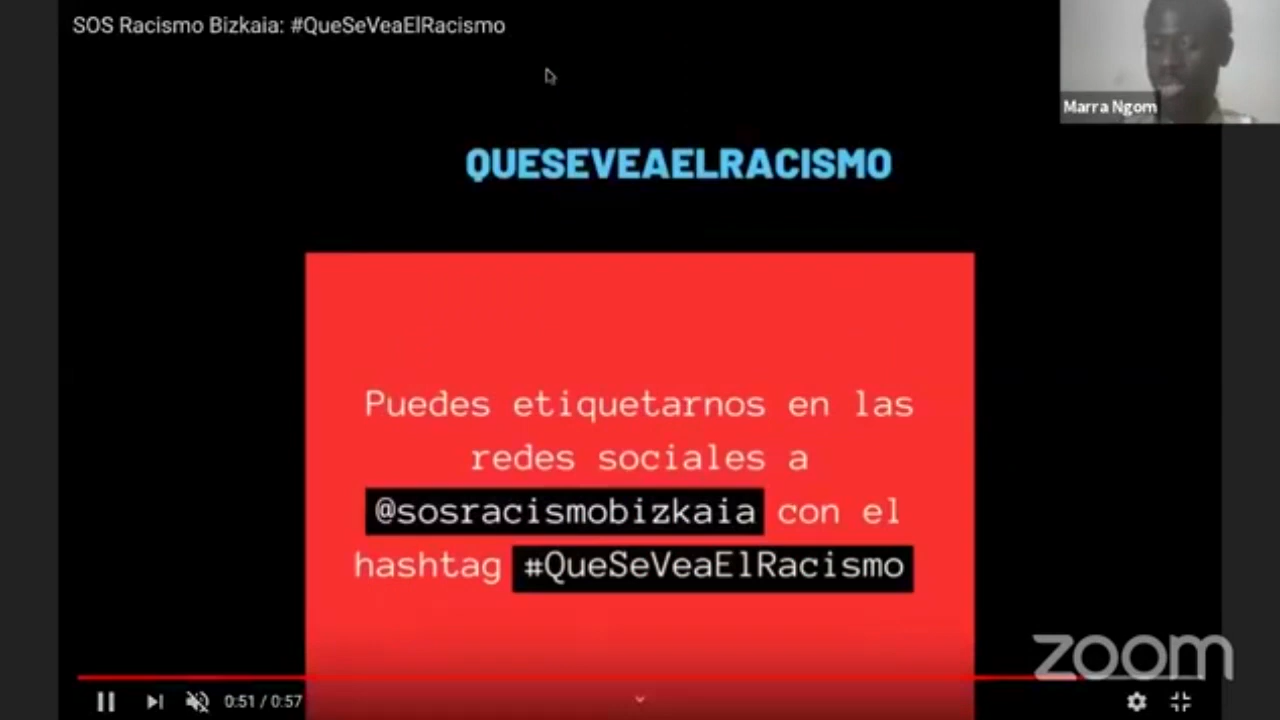 SOS Racismo Bizkaia: #QueSeVeaElRacismo
Marra Ngom
QUESEVEAELRACISMO
Puedes etiquetarnos en las
redes sociales a
@sosracismobizkaia con el
hashtag #QueSeVeaElRacismo
zoom
0:51 / 0:57